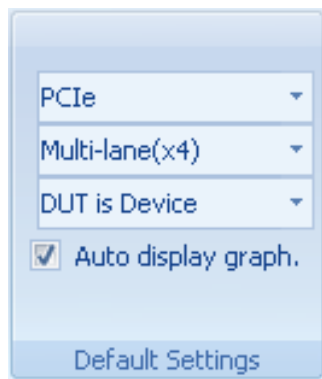 PCIe
Multi-lane(x4)
DUT is Device
Auto display graph.
Default Settings